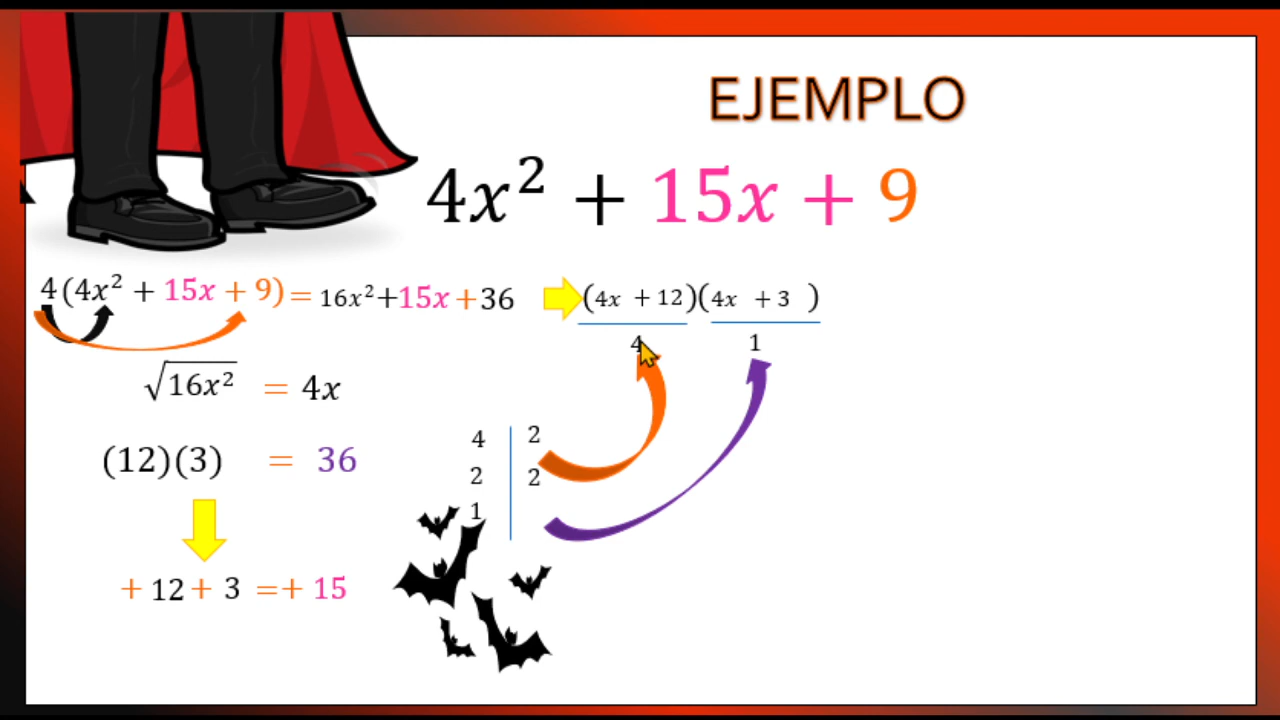 EJEMPLO
4x² + 15x + 9
4(4x² + 15x + 9) = 16x²+15x+36
(4x +12)(4x +3 )
4 1
√16x² = 4x
(12)(3) = 36
+ 12 + 3 =+ 15
4 2
2 2
1